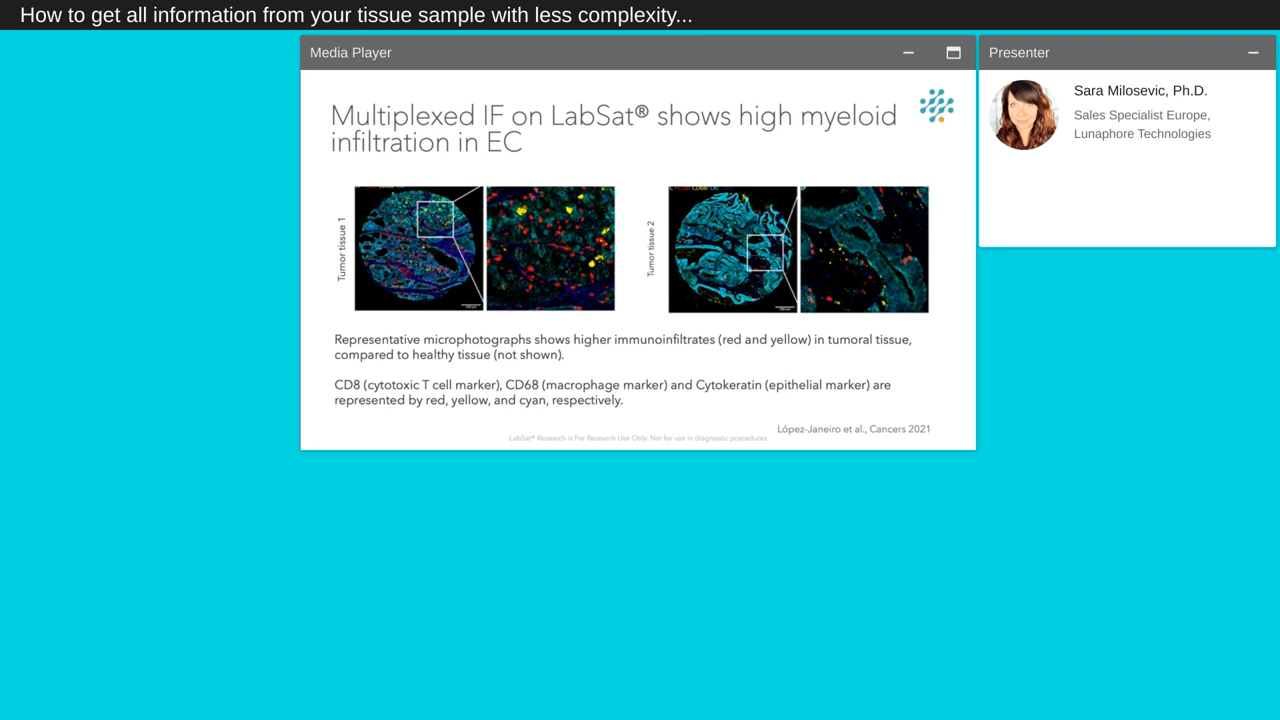 How to get all information from your tissue sample with less complexity...
Media Player
Presenter
Multiplexed IF on LabSat® shows high myeloid
infiltration in EC
Tumor tissue 1
Tumor tissue 2
Representative microphotographs shows higher immunoinfiltrates (red and yellow) in tumoral tissue,
compared to healthy tissue (not shown).
CD8 (cytotoxic T cell marker), CD68 (macrophage marker) and Cytokeratin (epithelial marker) are
represented by red, yellow, and cyan, respectively.
López-Janeiro et al., Cancers 2021
LabSat® Research is For Research Use Only. Not for use in diagnostic procedures
Sara Milosevic, Ph.D.
Sales Specialist Europe,
Lunaphore Technologies